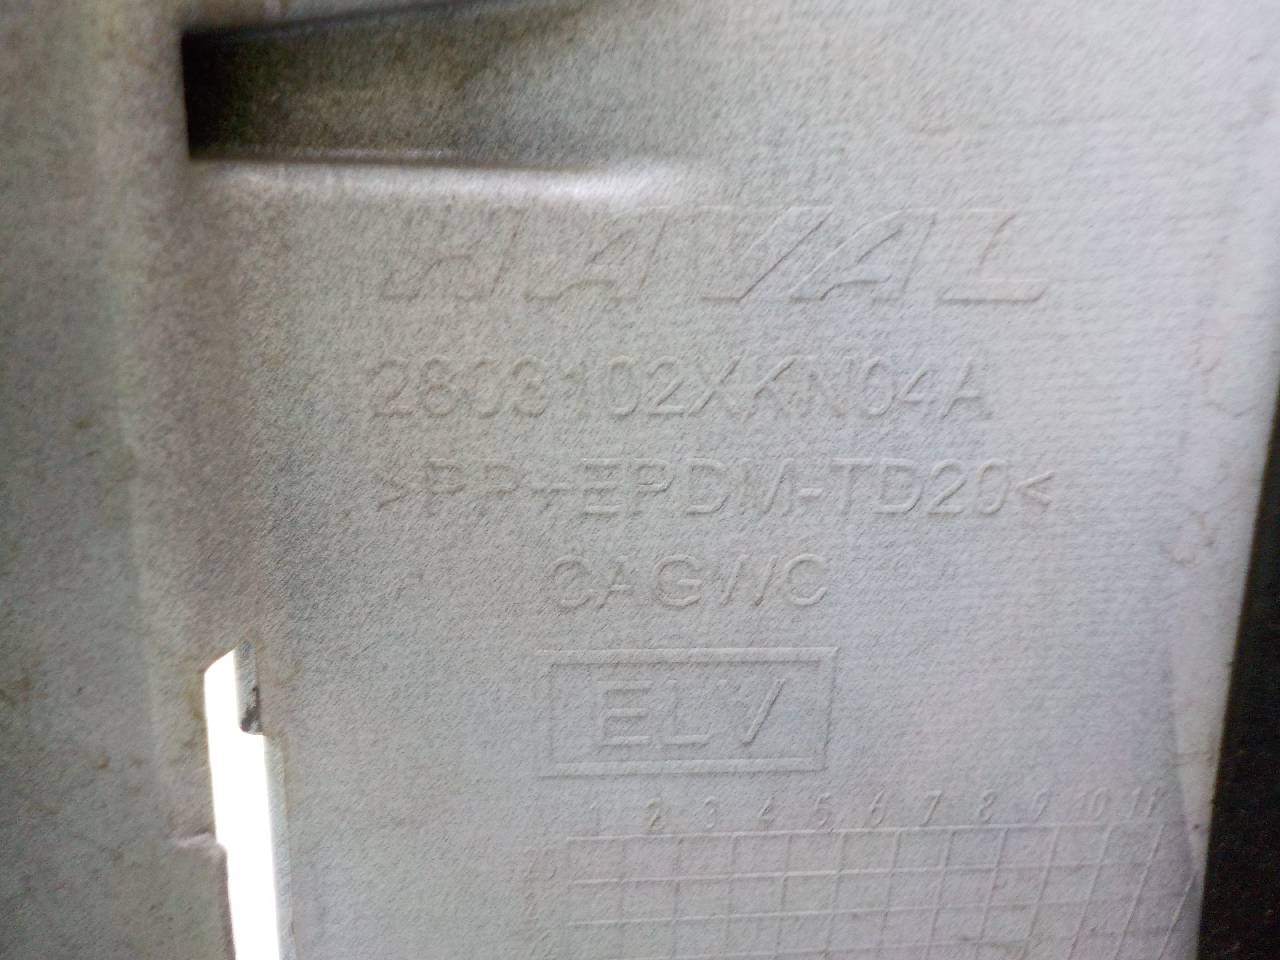 HAVAL
2803102XKN04A
>PP+EPDM-TD20<
CAGWC
ELV
1 2 3 4 5 6 7 8 9 10 11